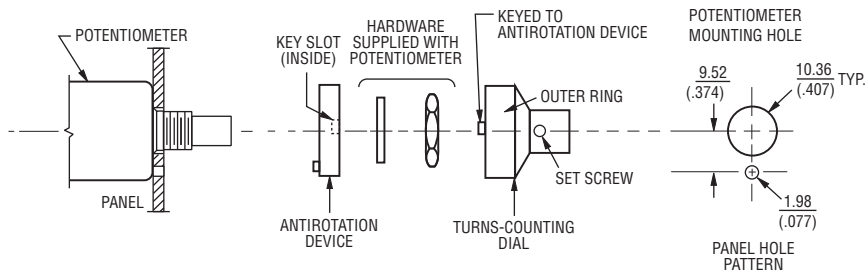 POTENTIOMETER
PANEL
KEY SLOT
(INSIDE)
ANTIROTATION
DEVICE
HARDWARE
SUPPLIED WITH
POTENTIOMETER
KEYED TO
ANTIROTATION DEVICE
OUTER RING
SET SCREW
TURNS-COUNTING
DIAL
POTENTIOMETER
MOUNTING HOLE
9.52
(.374)
10.36
(.407) TYP.
1.98
(.077)
PANEL HOLE
PATTERN